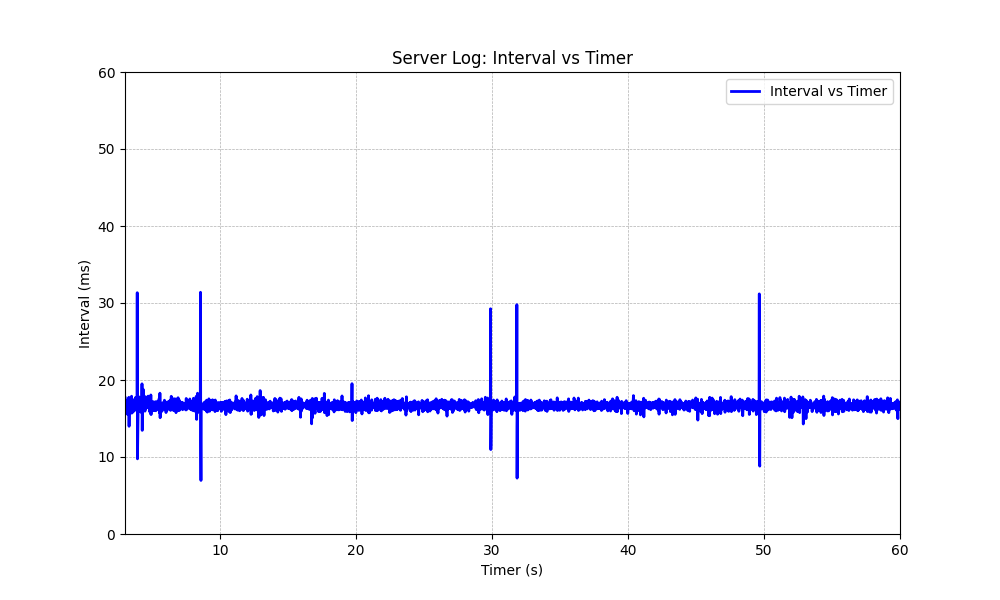 Server Log: Interval vs Timer
60
Interval vs Timer
50
40
Interval (ms)
30
20
10
0
10 20 30 40 50 60
Timer (s)